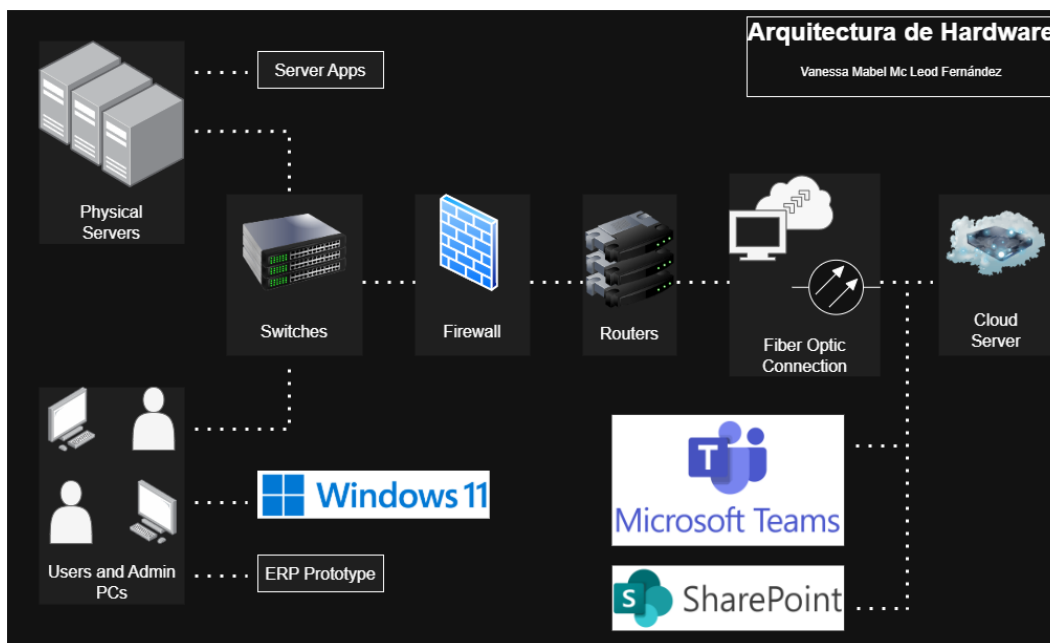 Arquitectura de Hardware
Vanessa Mabel Mc Leod Fernández
Server Apps
Physical
Servers
Switches
Firewall
Routers
Fiber Optic
Connection
Cloud
Server
Users and Admin
PCs
Windows 11
ERP Prototype
T
Microsoft Teams
S
SharePoint